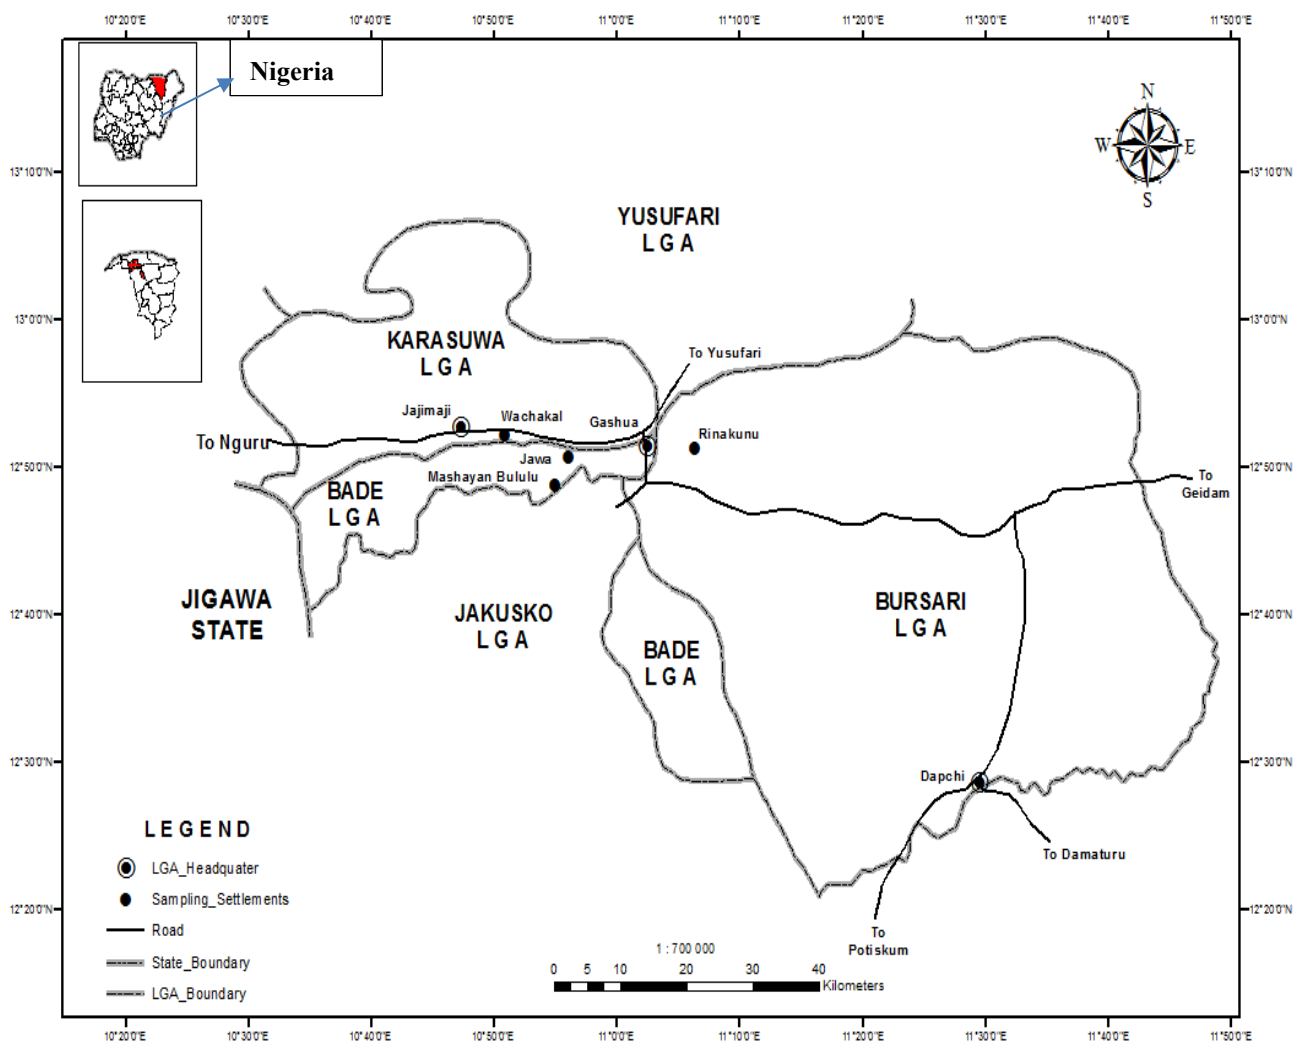 10°20'0"E 10°30'0"E 10°40'0"E 10°50'0"E 11°0'0"E 11°10'0"E 11°20'0"E 11°30'0"E 11°40'0"E 11°50'0"E
Nigeria
N
W E
S
13°10'0"N 13°10'0"N
YUSUFARI
L G A
13°0'0"N 13°0'0"N
KARASUWA
L G A
To Yusufari
Jajimaji
Wachakal
Gashua
Rinakunu
To Nguru
Jawa
12°50'0"N 12°50'0"N
Mashayan Bululu
To
Geidam
BADE
L G A
JIGAWA
STATE
JAKUSKO
L G A
BURSARI
L G A
12°40'0"N 12°40'0"N
BADE
L G A
12°30'0"N 12°30'0"N
Dapchi
To Damaturu
L E G E N D
LGA_Headquater
Sampling_Settlements
Road
State_Boundary
LGA_Boundary
12°20'0"N 12°20'0"N
To
Potiskum
1 : 700 000
0 5 10 20 30 40
Kilometers
10°20'0"E 10°30'0"E 10°40'0"E 10°50'0"E 11°0'0"E 11°10'0"E 11°20'0"E 11°30'0"E 11°40'0"E 11°50'0"E